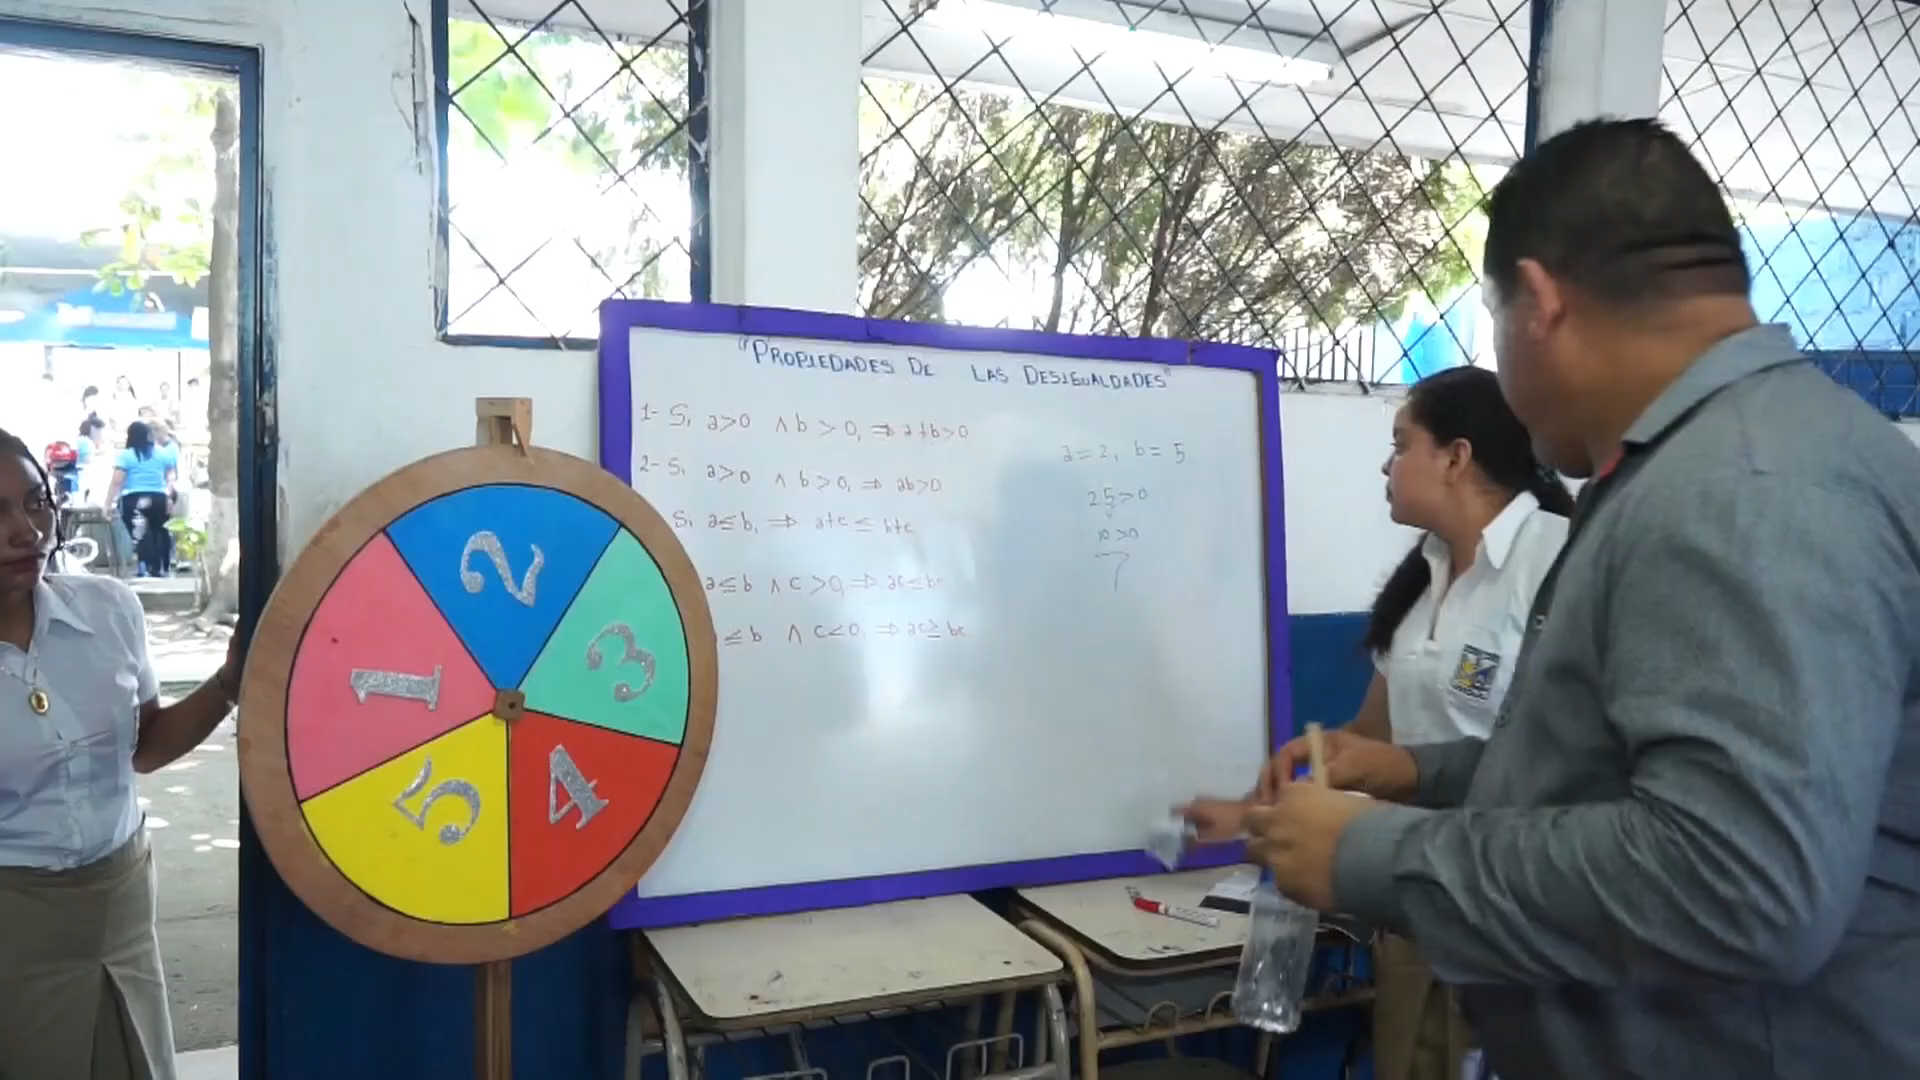 "PROPIEDADES DE LAS DESIGUALDADES"
1- Si a>0 ∧ b>0, ⇒ a+b>0
2- Si a>0 ∧ b>0, ⇒ ab>0
Si a≤b, ⇒ a+c ≤ b+c
a≤b ∧ c>0, ⇒ ac≤bc
≤b ∧ c<0, ⇒ ac≥bc
a=2, b=5
25>0
10>0
1
2
3
4
5